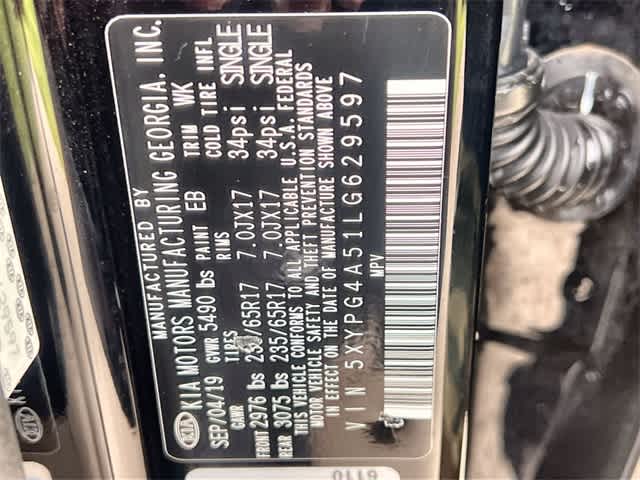 MANUFACTURED BY
KIA MOTORS MANUFACTURING GEORGIA. INC.
SEP/04/19 GVWR 5490 lbs PAINT EB TRIM WK
GAWR TIRES RIMS COLD TIRE INFL
FRONT 2976 lbs 235/65R17 7.0JX17 34psi SINGLE
REAR 3075 lbs 235/65R17 7.0JX17 34psi SINGLE
THIS VEHICLE CONFORMS TO ALL APPLICABLE U.S.A. FEDERAL
MOTOR VEHICLE SAFETY AND THEFT PREVENTION STANDARDS
IN EFFECT ON THE DATE OF MANUFACTURE SHOWN ABOVE
VIN 5XYPG4A51LG629597
MPV
KIA
6110